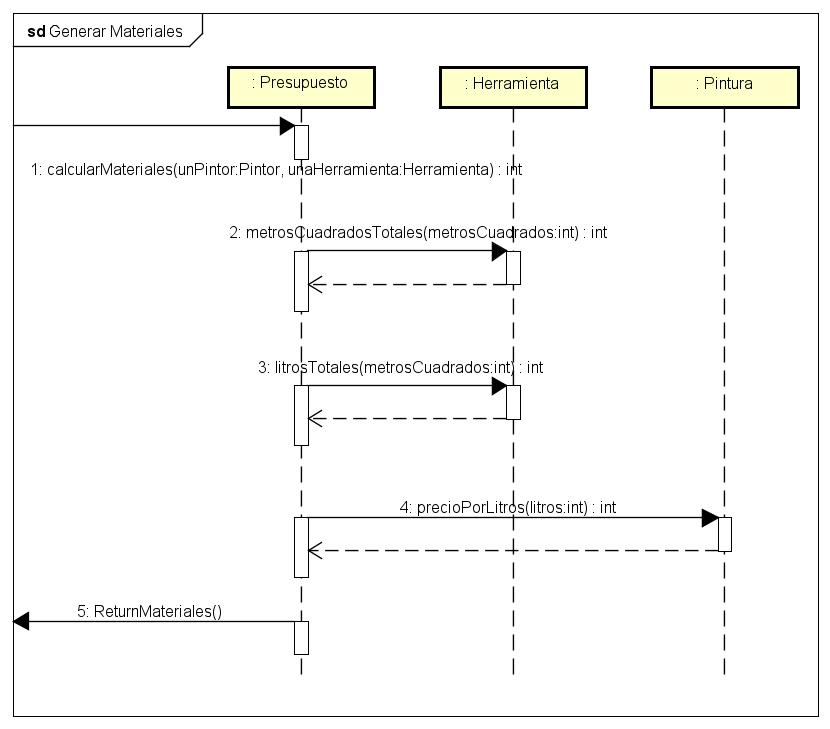 sd Generar Materiales
: Presupuesto
: Herramienta
: Pintura
1: calcularMateriales(unPintor:Pintor, unaHerramienta:Herramienta) : int
2: metrosCuadradosTotales(metrosCuadrados:int) : int
3: litrosTotales(metrosCuadrados:int) : int
4: precioPorLitros(litros:int) : int
5: ReturnMateriales()